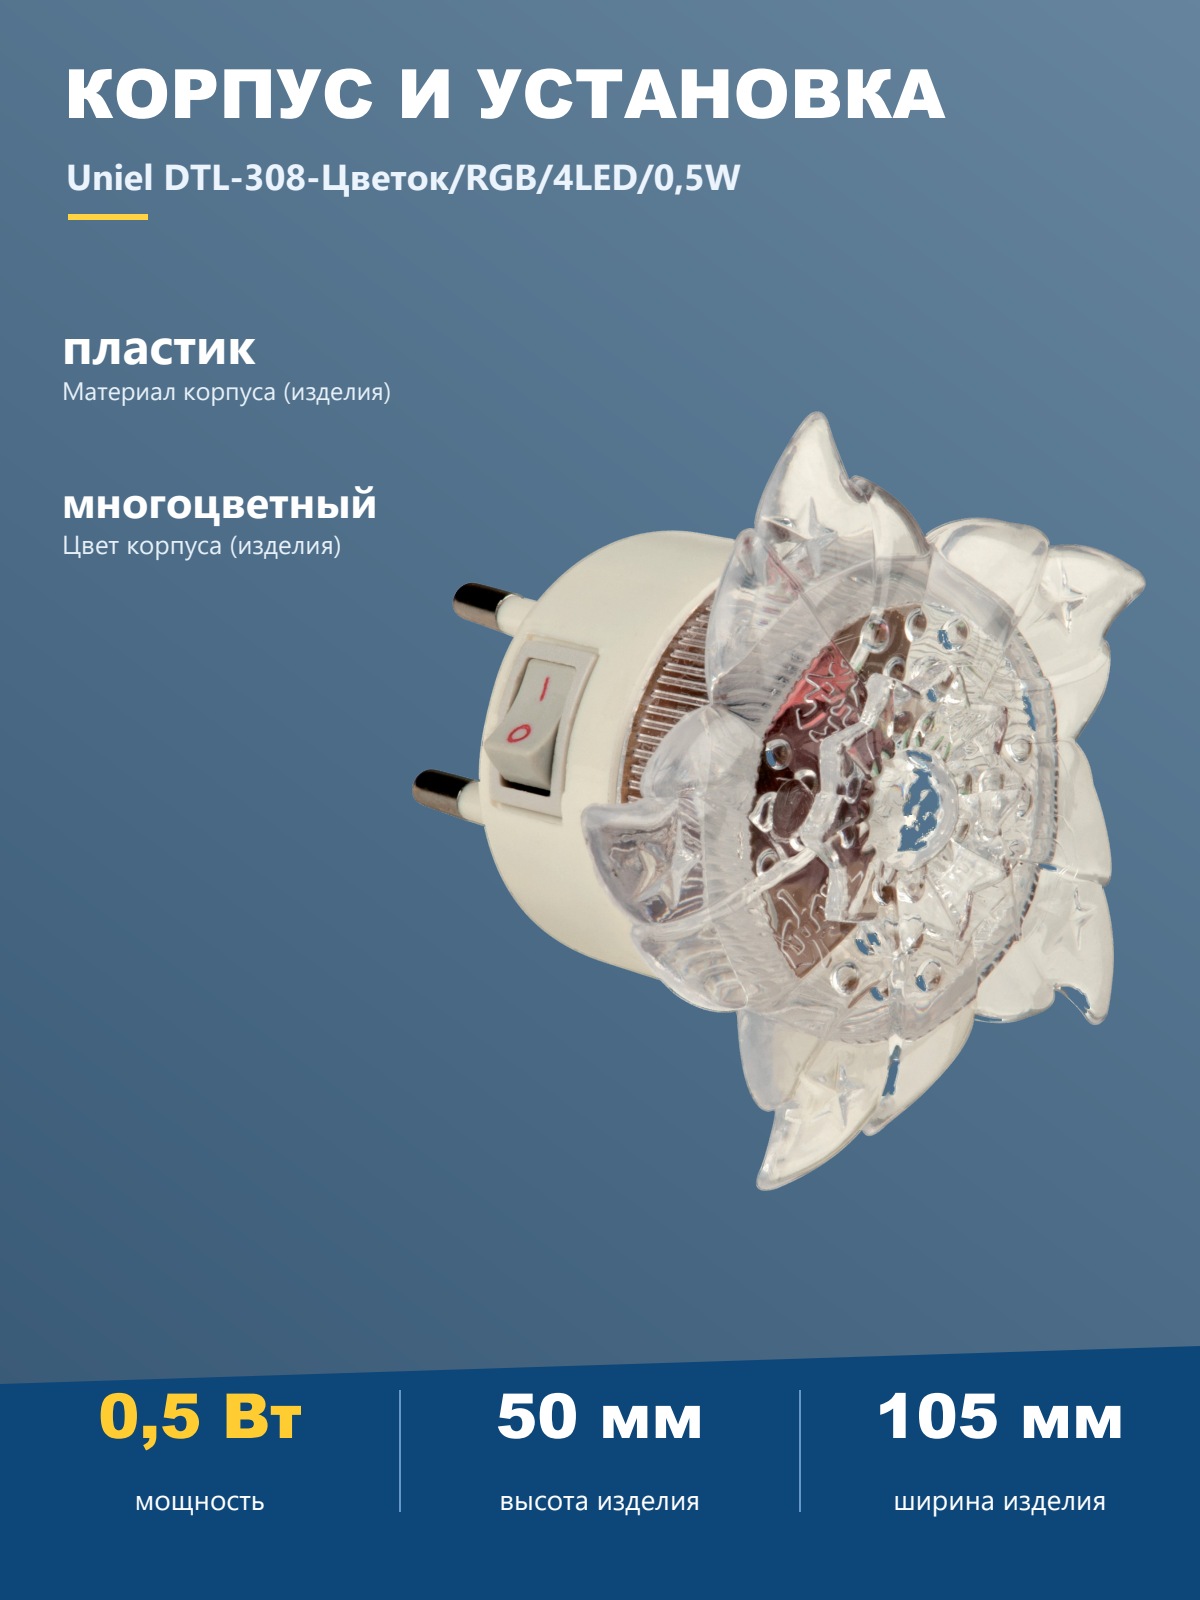 КОРПУС И УСТАНОВКА
Uniel DTL-308-Цветок/RGB/4LED/0,5W
пластик
Материал корпуса (изделия)
многоцветный
Цвет корпуса (изделия)
I
O
0,5 Вт
мощность
50 мм
высота изделия
105 мм
ширина изделия